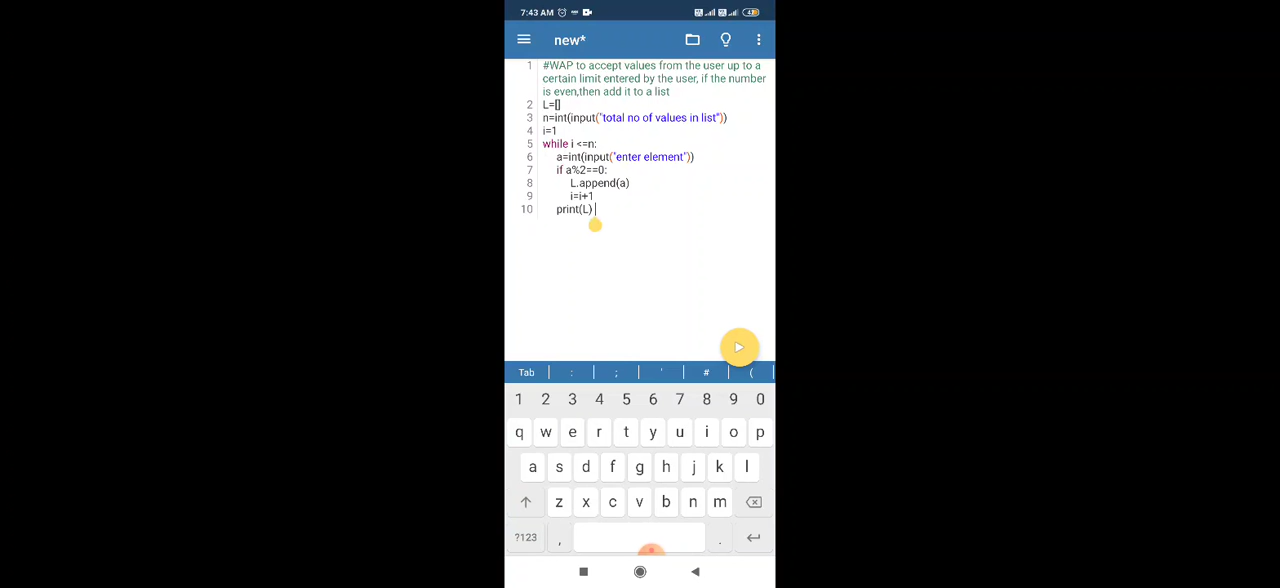 7:43 AM
new*
1 #WAP to accept values from the user up to a
certain limit entered by the user, if the number
is even,then add it to a list
2 L=[]
3 n=int(input("total no of values in list"))
4 i=1
5 while i <=n:
6 a=int(input("enter element"))
7 if a%2==0:
8 L.append(a)
9 i=i+1
10 print(L)
Tab : ; ' # (
1 2 3 4 5 6 7 8 9 0
q w e r t y u i o p
a s d f g h j k l
z x c v b n m
?123 , .